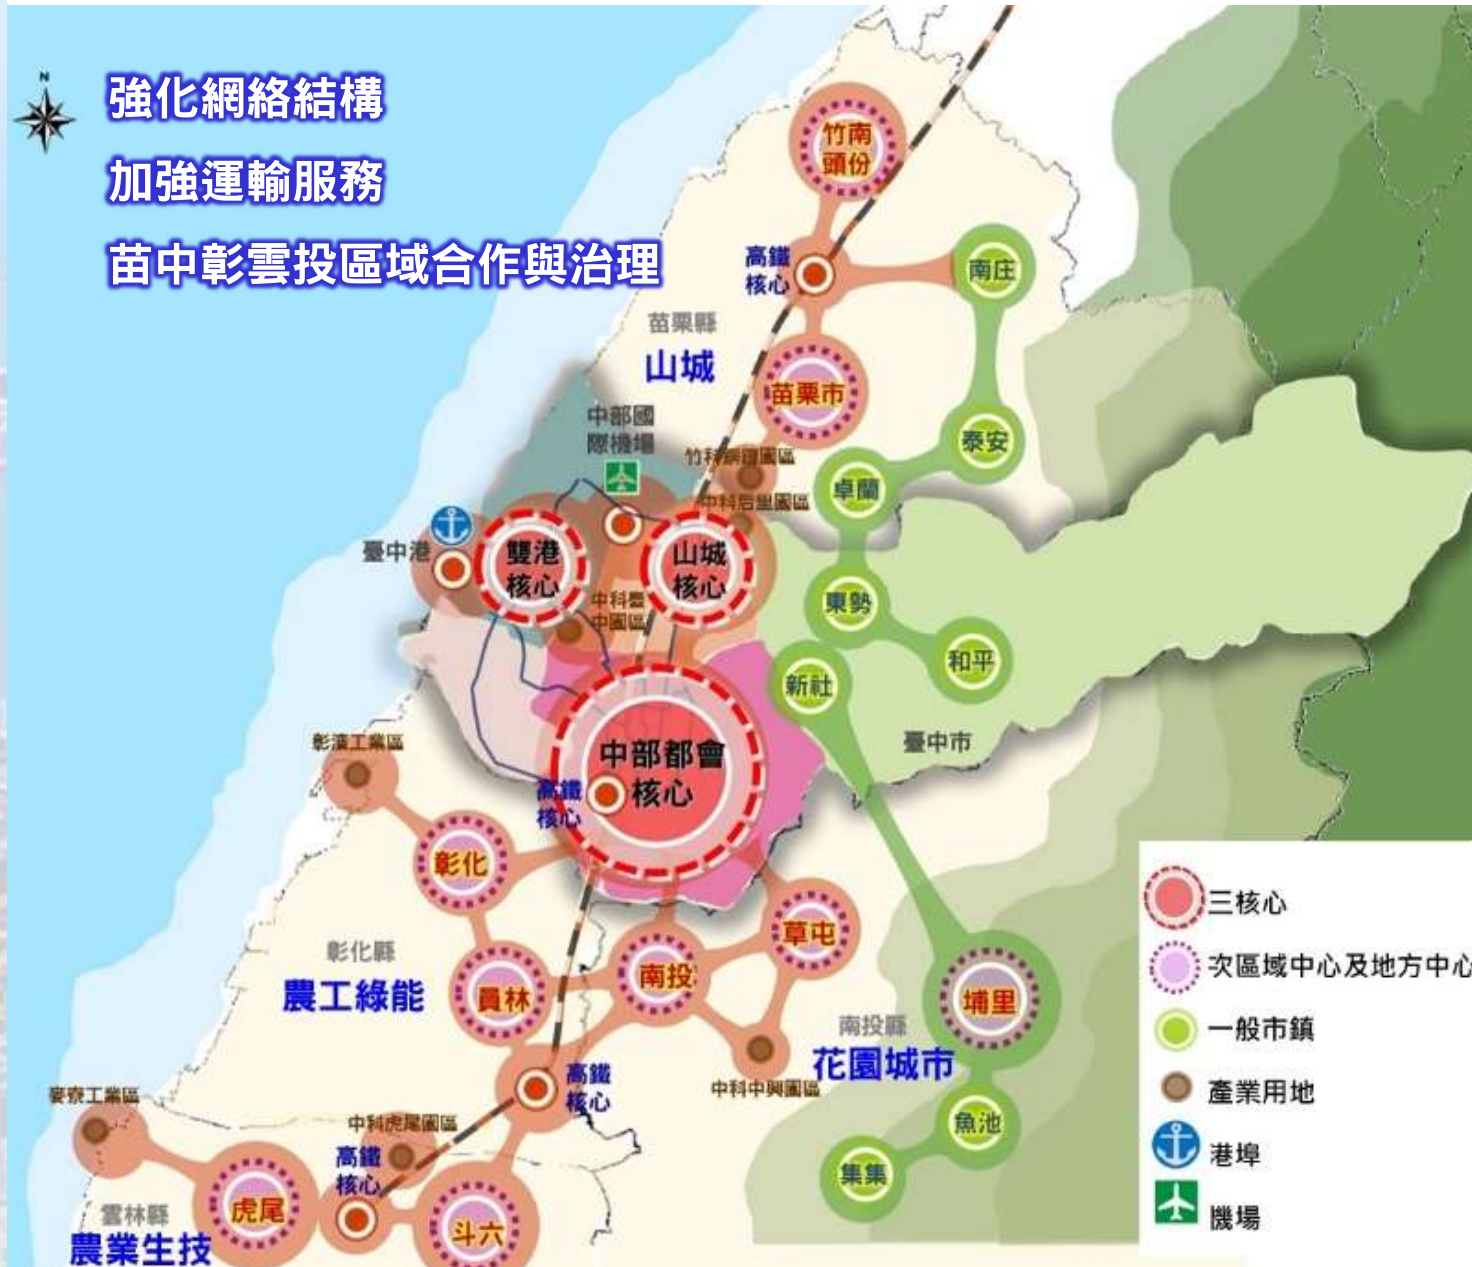 N
強化網絡結構
加強運輸服務
苗中彰雲投區域合作與治理
竹南
頭份
高鐵
核心
南庄
苗栗縣
山城
苗栗市
中部國
際機場
泰安
竹科銅鑼園區
卓蘭
中科后里園區
臺中港
雙港
核心
山城
核心
中科臺
中園區
東勢
和平
新社
臺中市
彰濱工業區
中部都會
核心
高鐵
核心
彰化
草屯
彰化縣
農工綠能
員林
南投
埔里
南投縣
花園城市
高鐵
核心
中科中興園區
麥寮工業區
中科虎尾園區
高鐵
核心
魚池
集集
雲林縣
農業生技
虎尾
斗六
三核心
次區域中心及地方中心
一般市鎮
產業用地
港埠
機場